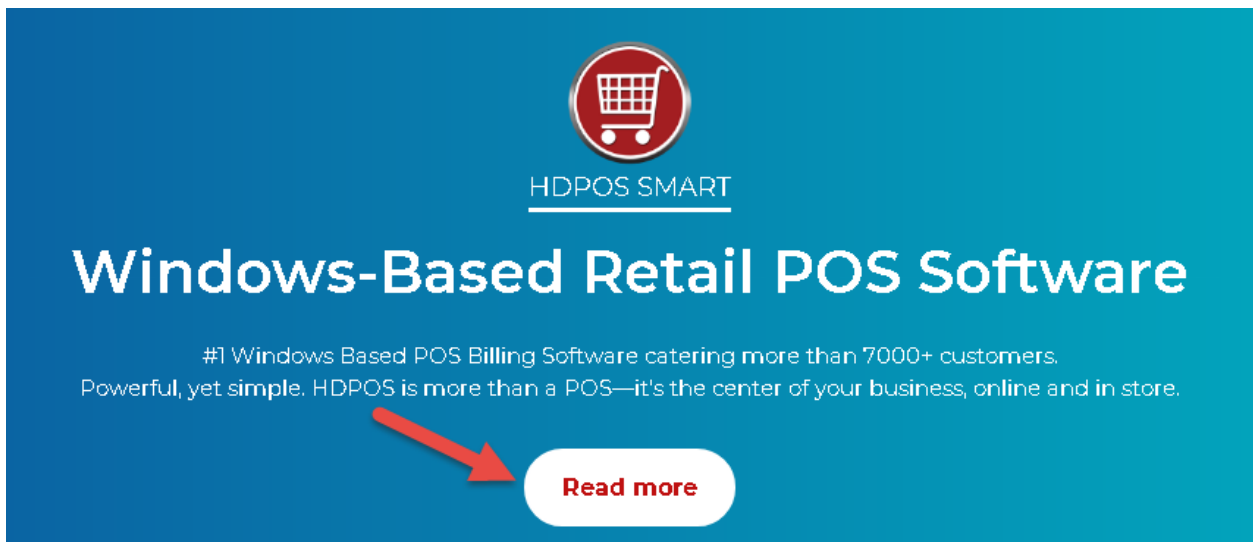 HDPOS SMART
Windows-Based Retail POS Software
#1 Windows Based POS Billing Software catering more than 7000+ customers.
Powerful, yet simple. HDPOS is more than a POS—it's the center of your business, online and in store.
Read more